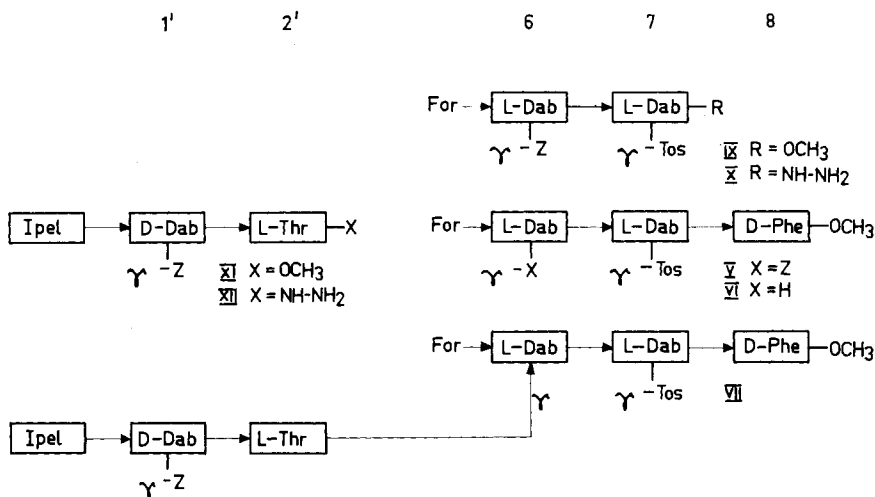 1' 2' 6 7 8
For L-Dab L-Dab R
γ -Z γ -Tos IX R = OCH3
X R = NH-NH2
Ipel D-Dab L-Thr X
γ -Z XI X = OCH3
XII X = NH-NH2
For L-Dab L-Dab D-Phe OCH3
γ -X γ -Tos V X = Z
VI X = H
For L-Dab L-Dab D-Phe OCH3
γ γ -Tos VII
Ipel D-Dab L-Thr
γ -Z